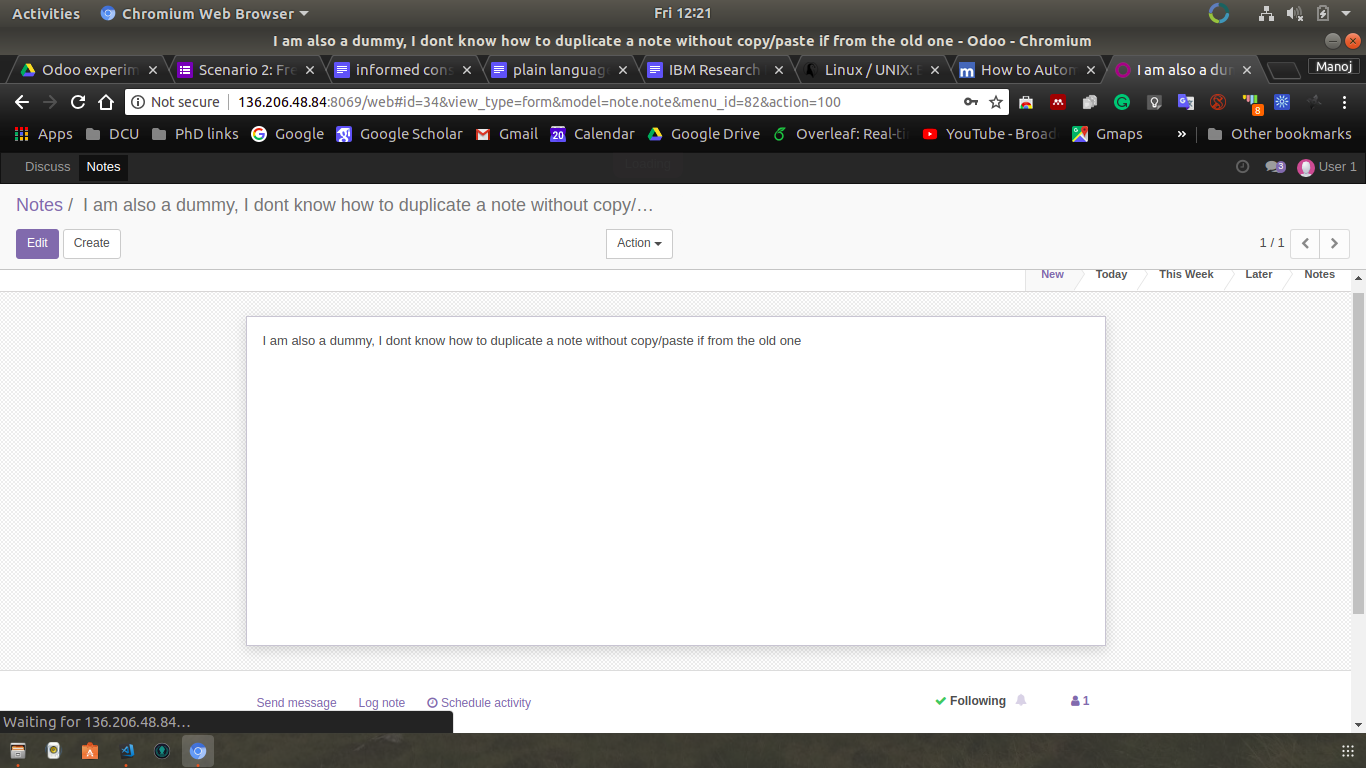 Activities Chromium Web Browser Fri 12:21
I am also a dummy, I dont know how to duplicate a note without copy/paste if from the old one - Odoo - Chromium
Odoo experim Scenario 2: Fre informed cons plain language IBM Research Linux / UNIX: How to Autom I am also a dum Manoj
Not secure 136.206.48.84:8069/web#id=34&view_type=form&model=note.note&menu_id=82&action=100 8
Apps DCU PhD links Google Google Scholar Gmail 20 Calendar Google Drive Overleaf: Real-ti YouTube - Broad Gmaps » Other bookmarks
Discuss Notes 3 User 1
Notes / I am also a dummy, I dont know how to duplicate a note without copy/…
Edit Create Action 1 / 1
New Today This Week Later Notes
I am also a dummy, I dont know how to duplicate a note without copy/paste if from the old one
Send message Log note Schedule activity Following 1
Waiting for 136.206.48.84…